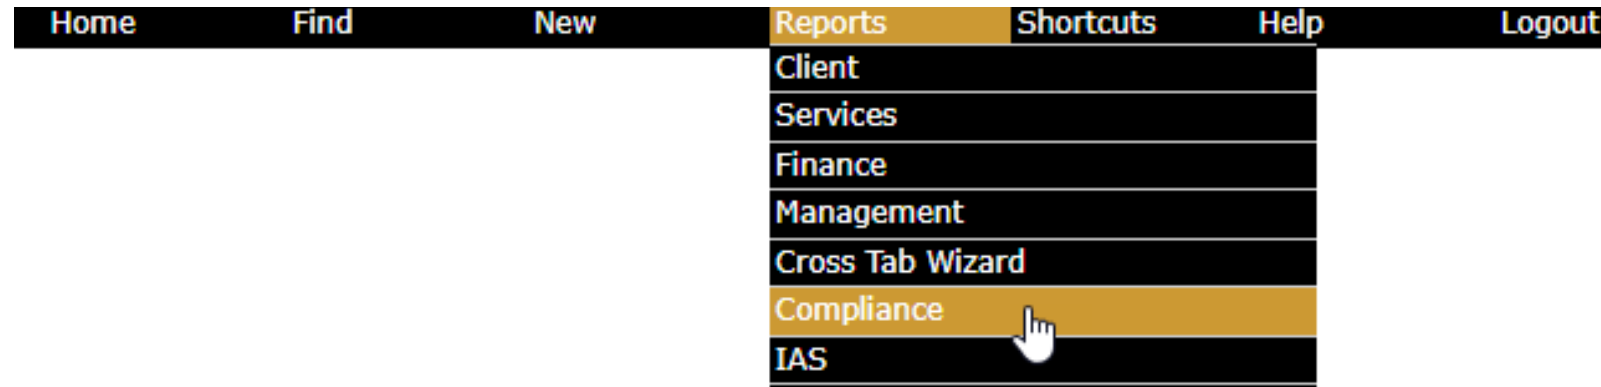 Home Find New Reports Shortcuts Help Logout
Client
Services
Finance
Management
Cross Tab Wizard
Compliance
IAS